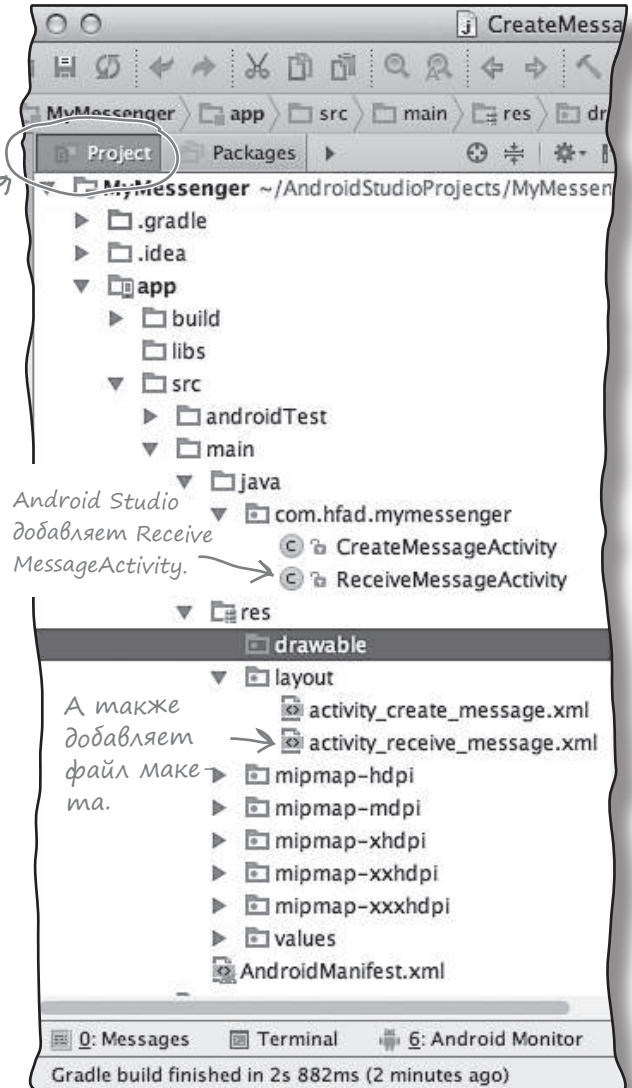 CreateMessa
MyMessenger app src main res dr
Project Packages
MyMessenger ~/AndroidStudioProjects/MyMessen
.gradle
.idea
app
build
libs
src
androidTest
main
java
Android Studio
добавляет Receive
MessageActivity.
com.hfad.mymessenger
CreateMessageActivity
ReceiveMessageActivity
res
drawable
layout
А также
добавляет
файл маке-
та.
activity_create_message.xml
activity_receive_message.xml
mipmap-hdpi
mipmap-mdpi
mipmap-xhdpi
mipmap-xxhdpi
mipmap-xxxhdpi
values
AndroidManifest.xml
0: Messages Terminal 6: Android Monitor
Gradle build finished in 2s 882ms (2 minutes ago)